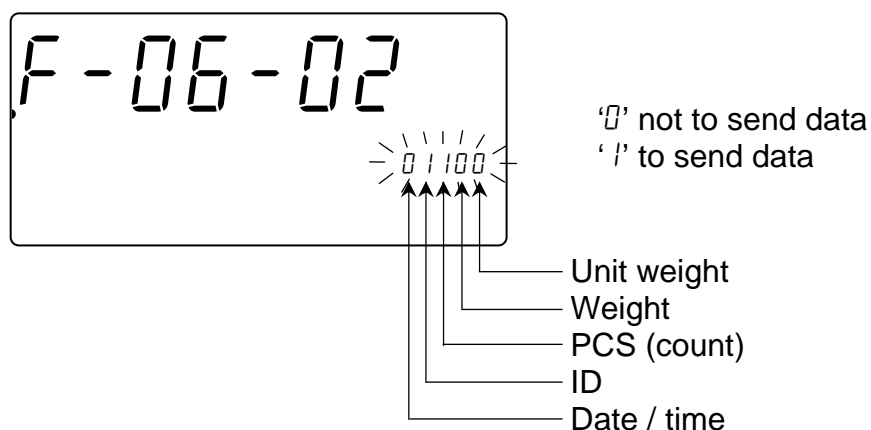 F-06-02
01100
‘0’ not to send data
‘1’ to send data
Unit weight
Weight
PCS (count)
ID
Date / time